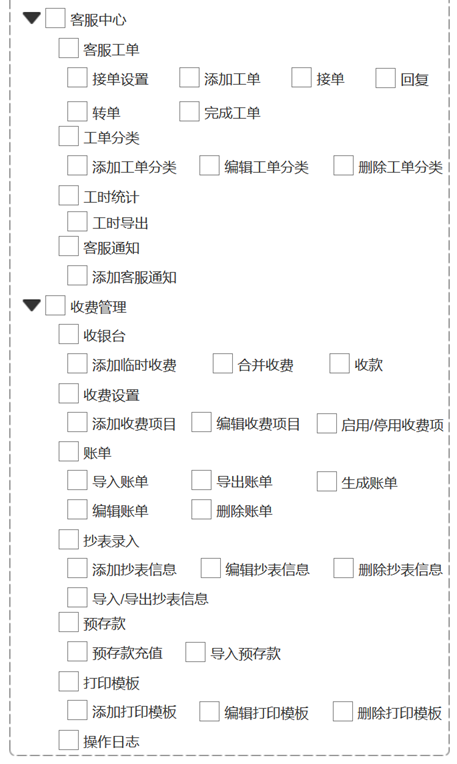 客服中心
客服工单
接单设置 添加工单 接单 回复
转单 完成工单
工单分类
添加工单分类 编辑工单分类 删除工单分类
工时统计
工时导出
客服通知
添加客服通知
收费管理
收银台
添加临时收费 合并收费 收款
收费设置
添加收费项目 编辑收费项目 启用/停用收费项
账单
导入账单 导出账单 生成账单
编辑账单 删除账单
抄表录入
添加抄表信息 编辑抄表信息 删除抄表信息
导入/导出抄表信息
预存款
预存款充值 导入预存款
打印模板
添加打印模板 编辑打印模板 删除打印模板
操作日志